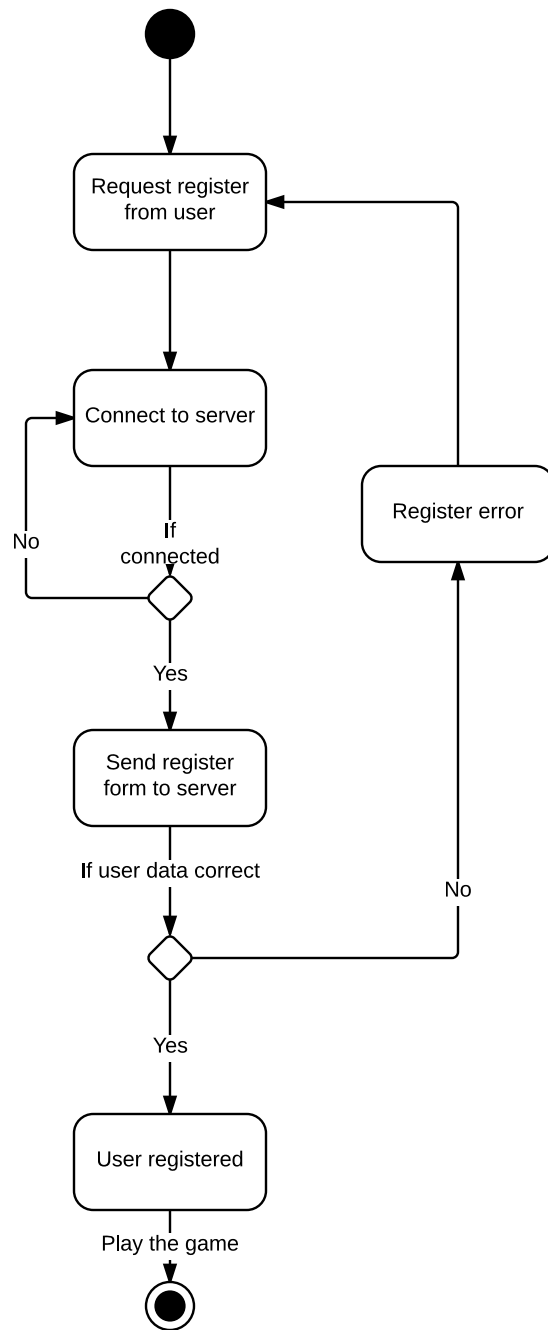 Request register
from user
Connect to server
If
connected
No
Register error
Yes
Send register
form to server
If user data correct
No
Yes
User registered
Play the game